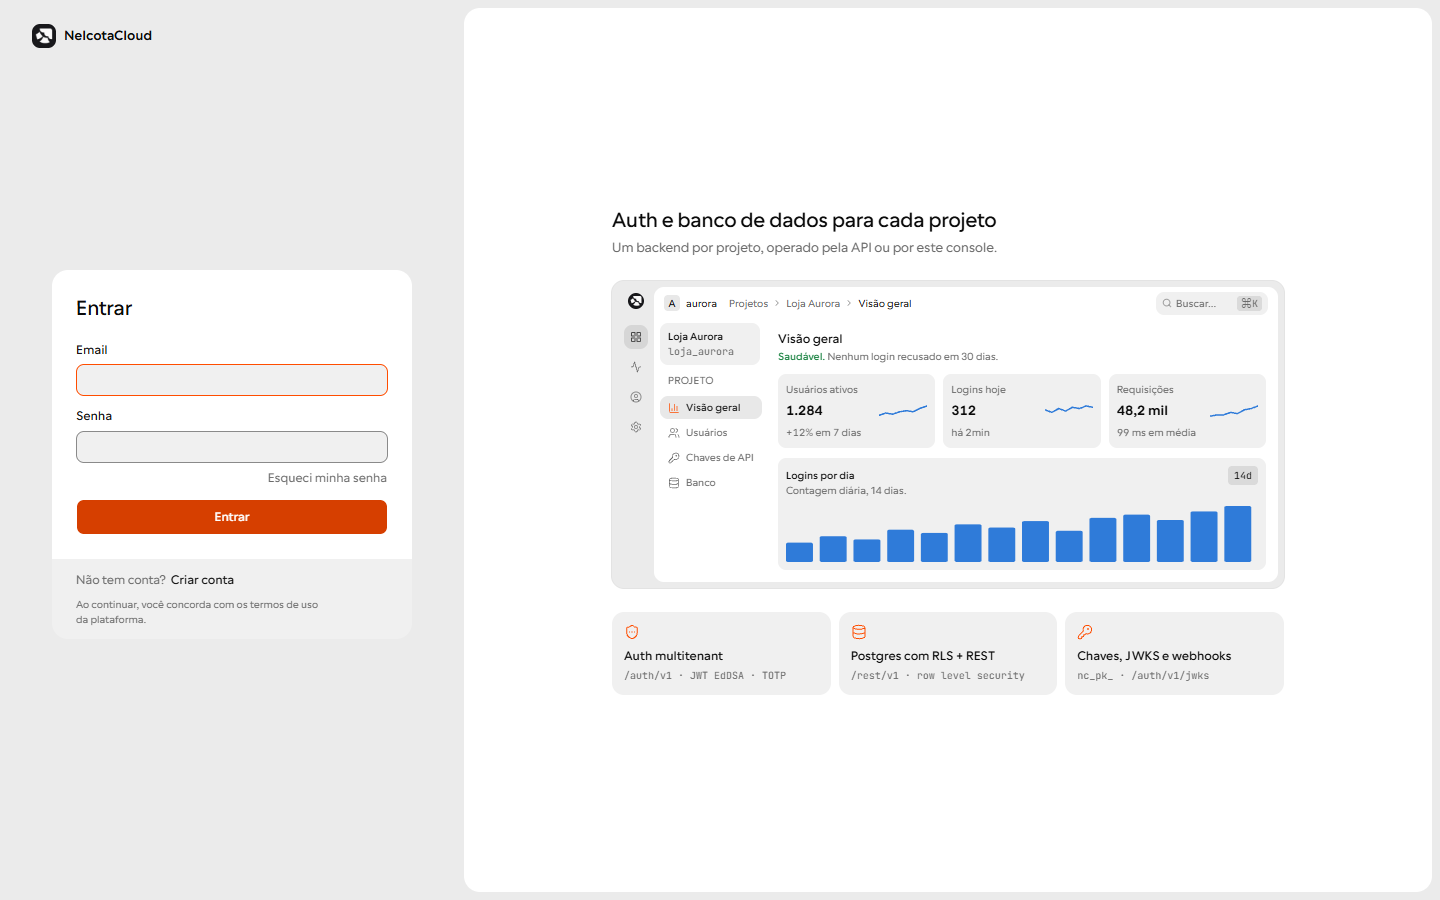 NelcotaCloud
Entrar
Email
Senha
Esqueci minha senha
Entrar
Não tem conta? Criar conta
Ao continuar, você concorda com os termos de uso
da plataforma.
Auth e banco de dados para cada projeto
Um backend por projeto, operado pela API ou por este console.
A aurora Projetos > Loja Aurora > Visão geral
Buscar... ⌘K
Loja Aurora
loja_aurora
PROJETO
Visão geral
Usuários
Chaves de API
Banco
Visão geral
Saudável. Nenhum login recusado em 30 dias.
Usuários ativos
1.284
+12% em 7 dias
Logins hoje
312
há 2min
Requisições
48,2 mil
99 ms em média
Logins por dia
14d
Contagem diária, 14 dias.
Auth multitenant
/auth/v1 · JWT EdDSA · TOTP
Postgres com RLS + REST
/rest/v1 · row level security
Chaves, JWKS e webhooks
nc_pk_ · /auth/v1/jwks